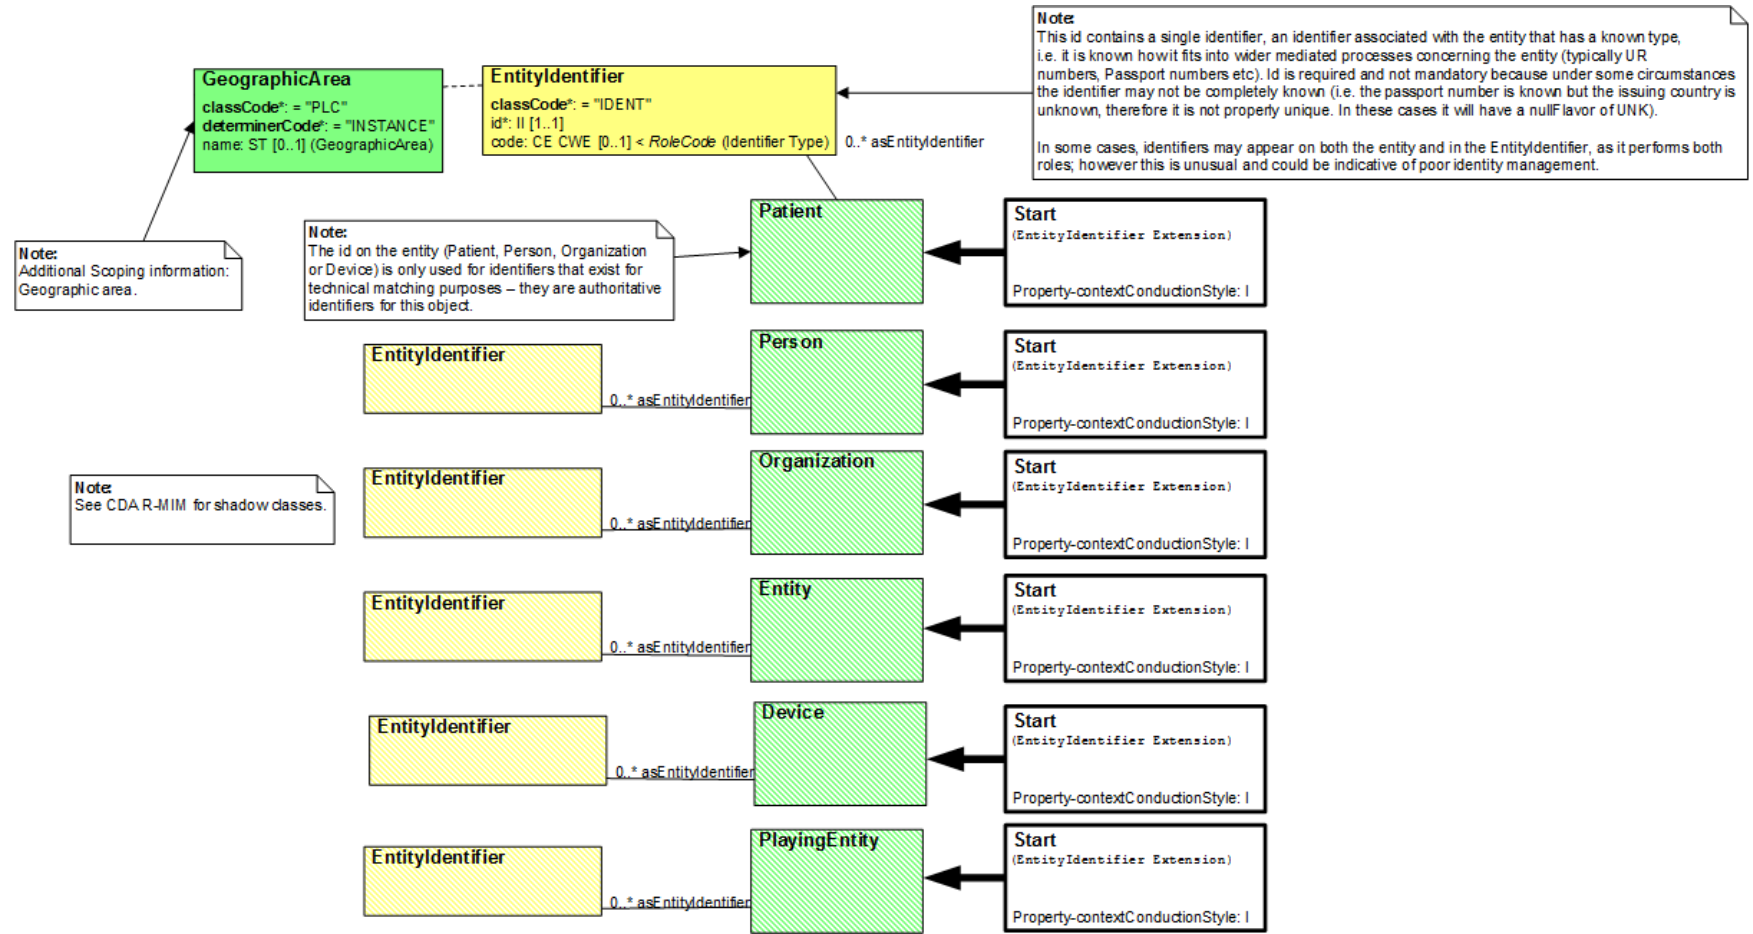 GeographicArea
classCode*: = "PLC"
determinerCode*: = "INSTANCE"
name: ST [0..1] (GeographicArea)
EntityIdentifier
classCode*: = "IDENT"
id*: II [1..1]
code: CE CWE [0..1] < RoleCode (Identifier Type)
0..* asEntityIdentifier
Note:
This id contains a single identifier, an identifier associated with the entity that has a known type,
i.e. it is known how it fits into wider mediated processes concerning the entity (typically UR
numbers, Passport numbers etc). Id is required and not mandatory because under some circumstances
the identifier may not be completely known (i.e. the passport number is known but the issuing country is
unknown, therefore it is not properly unique. In these cases it will have a nullFlavor of UNK).
In some cases, identifiers may appear on both the entity and in the EntityIdentifier, as it performs both
roles; however this is unusual and could be indicative of poor identity management.
Note:
Additional Scoping information:
Geographic area.
Note:
The id on the entity (Patient, Person, Organization
or Device) is only used for identifiers that exist for
technical matching purposes – they are authoritative
identifiers for this object.
Patient
Start
(EntityIdentifier Extension)
Property-contextConductionStyle: I
EntityIdentifier
0..* asEntityIdentifier
Person
Start
(EntityIdentifier Extension)
Property-contextConductionStyle: I
Note:
See CDA R-MIM for shadow classes.
EntityIdentifier
0..* asEntityIdentifier
Organization
Start
(EntityIdentifier Extension)
Property-contextConductionStyle: I
EntityIdentifier
0..* asEntityIdentifier
Entity
Start
(EntityIdentifier Extension)
Property-contextConductionStyle: I
EntityIdentifier
0..* asEntityIdentifier
Device
Start
(EntityIdentifier Extension)
Property-contextConductionStyle: I
EntityIdentifier
0..* asEntityIdentifier
PlayingEntity
Start
(EntityIdentifier Extension)
Property-contextConductionStyle: I